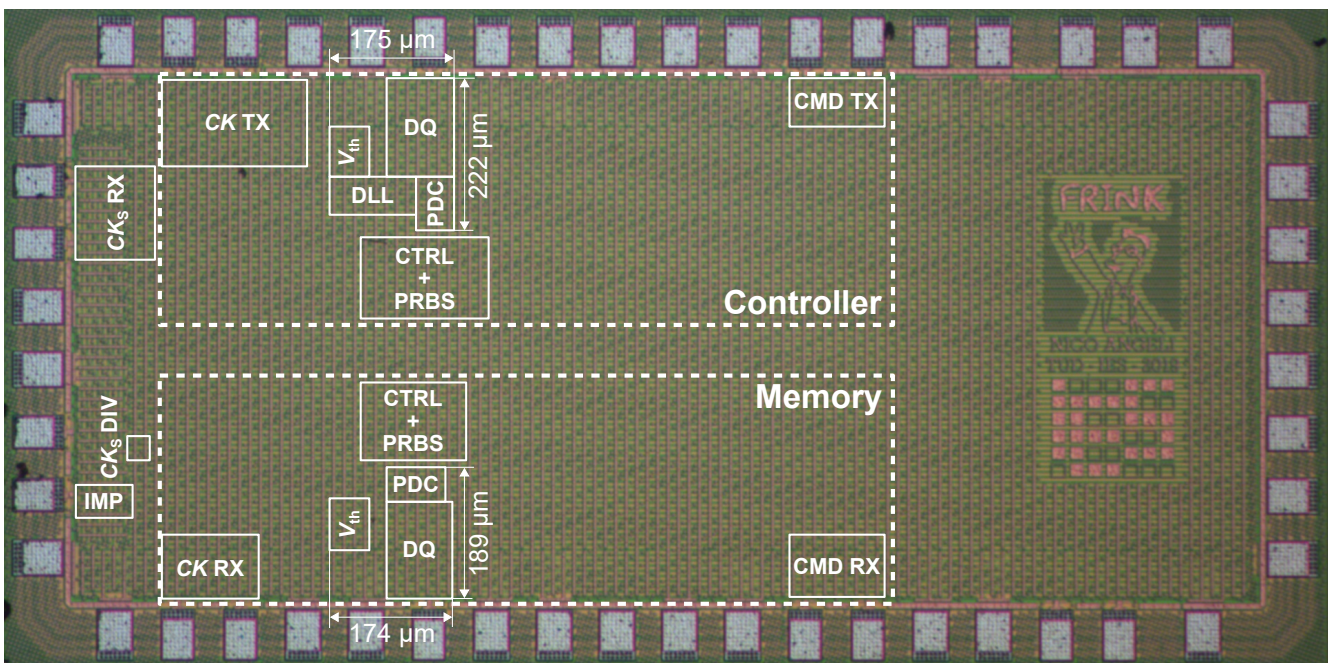 175 µm
CK TX
DQ
CMD TX
Vth
222 µm
CKS RX
DLL
PDC
CTRL
+
PRBS
Controller
FRINK
NICO ANGELI
Memory
CTRL
+
PRBS
CKS DIV
PDC
IMP
Vth
189 µm
DQ
CK RX
CMD RX
174 µm